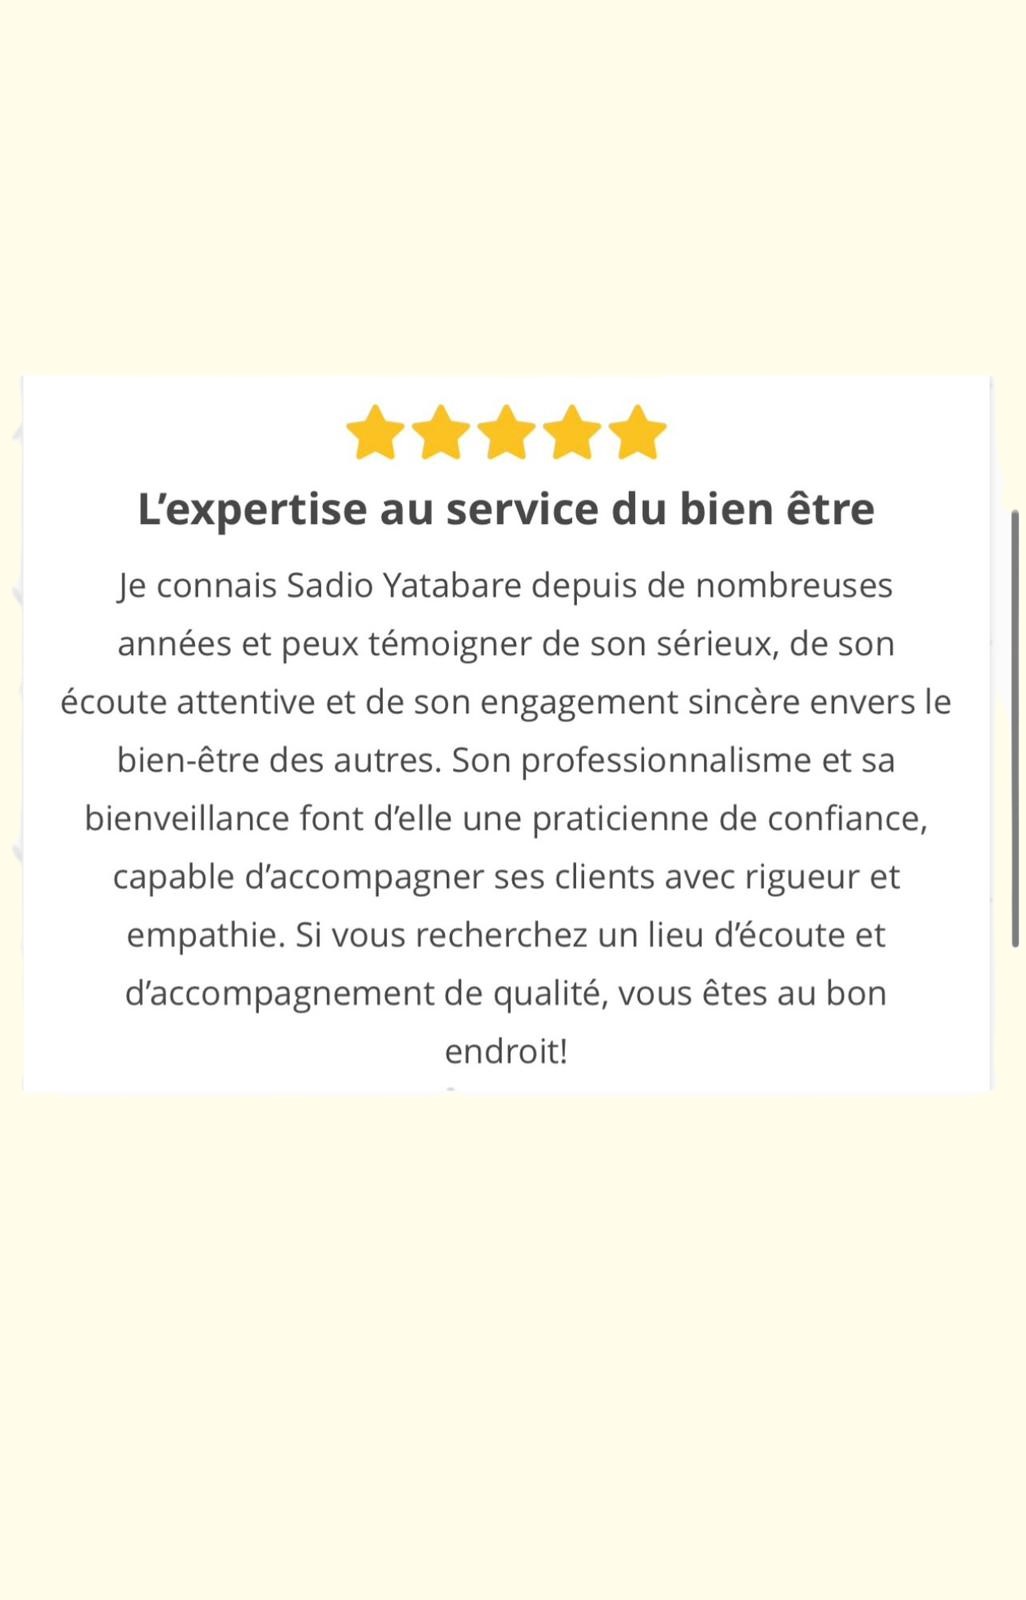 L’expertise au service du bien être
Je connais Sadio Yatabare depuis de nombreuses
années et peux témoigner de son sérieux, de son
écoute attentive et de son engagement sincère envers le
bien-être des autres. Son professionnalisme et sa
bienveillance font d’elle une praticienne de confiance,
capable d’accompagner ses clients avec rigueur et
empathie. Si vous recherchez un lieu d’écoute et
d’accompagnement de qualité, vous êtes au bon
endroit!